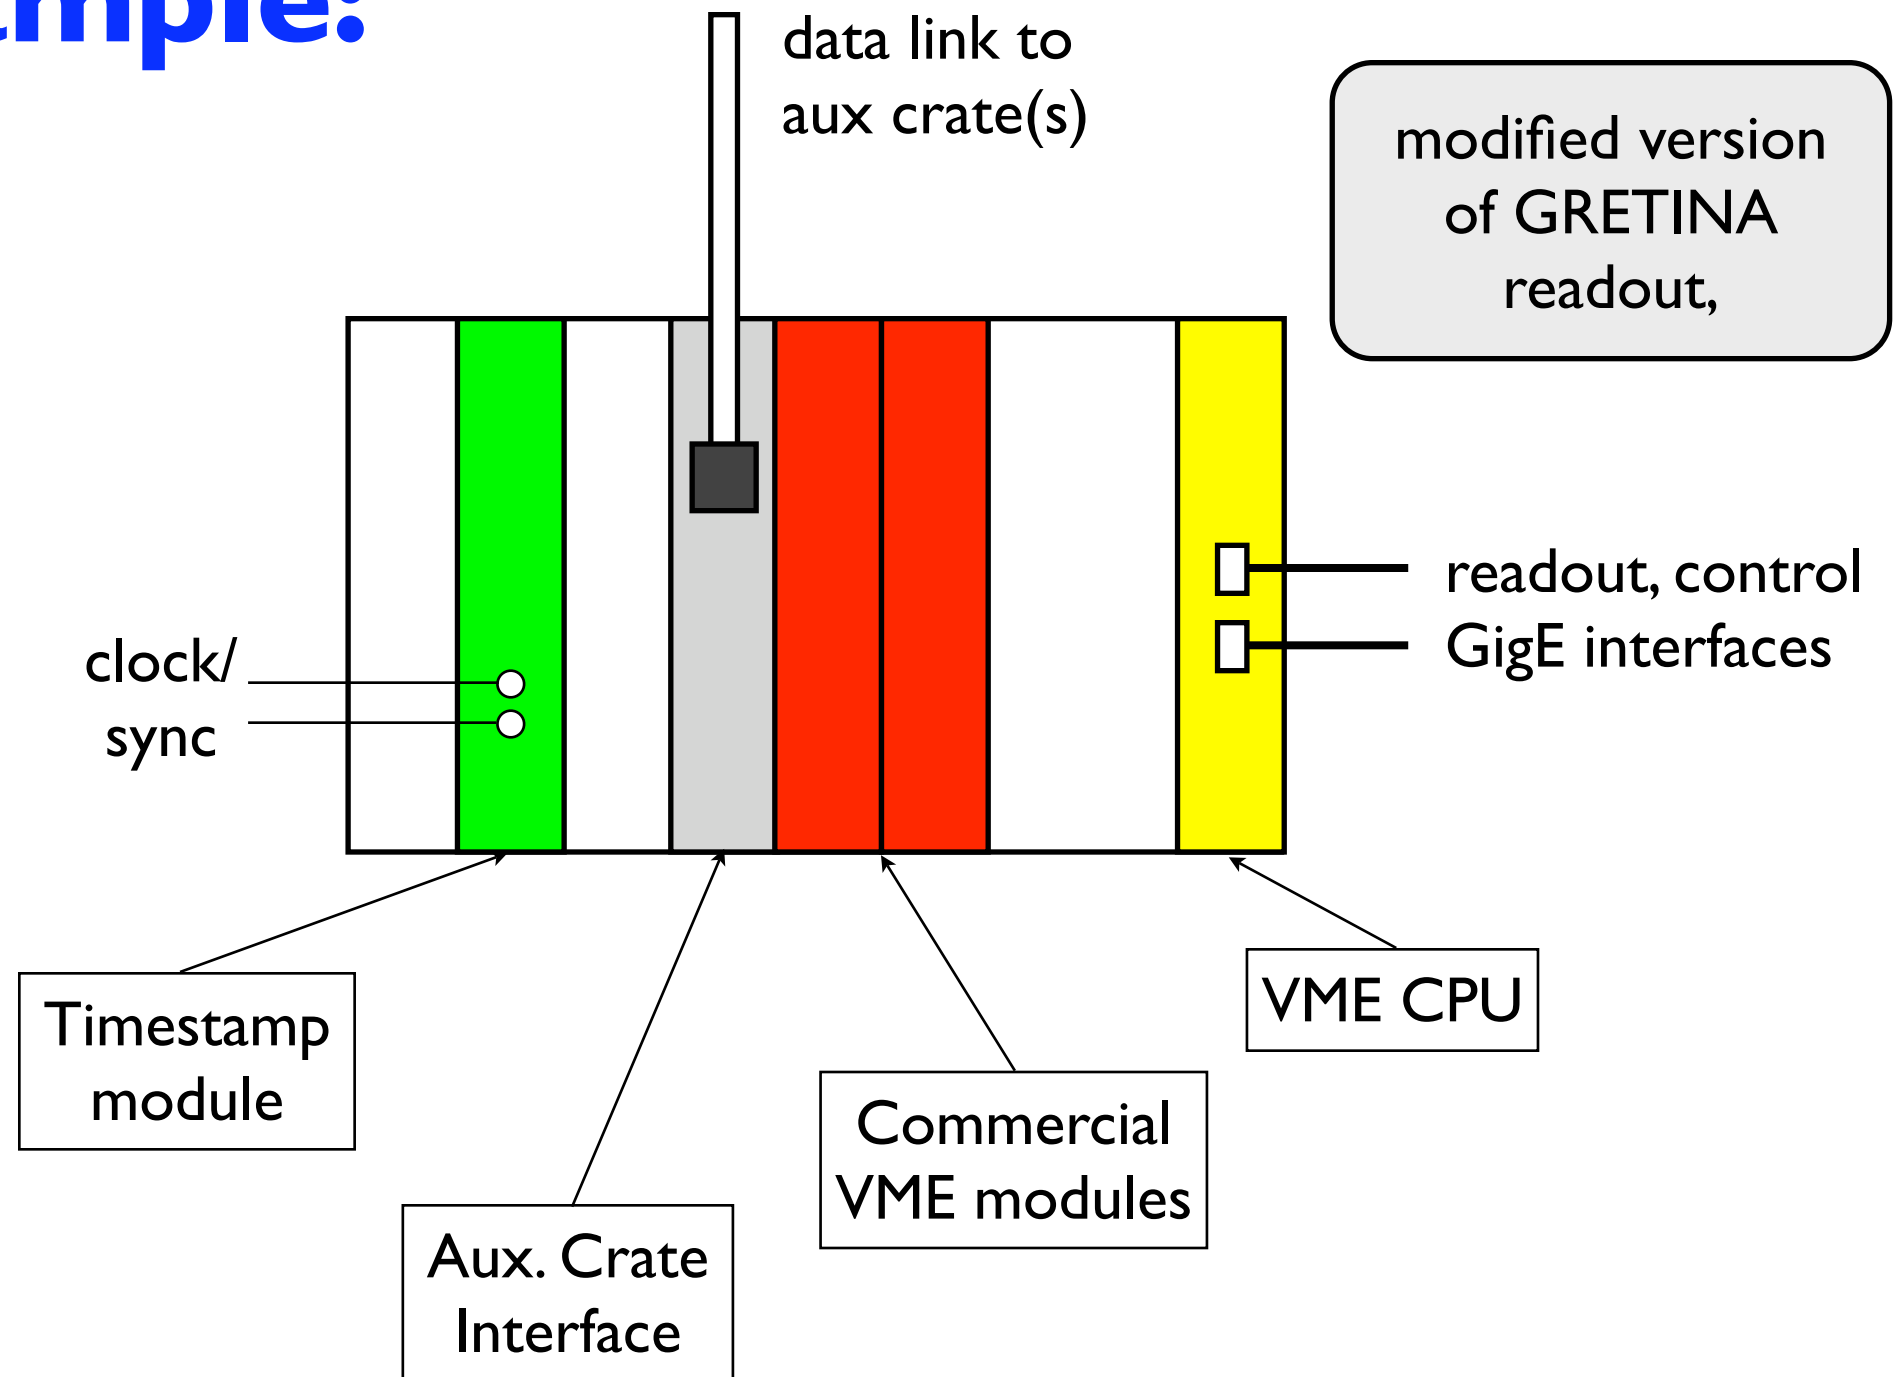 data link to
aux crate(s)
modified version
of GRETINA
readout,
readout, control
GigE interfaces
clock/
sync
Timestamp
module
VME CPU
Commercial
VME modules
Aux. Crate
Interface